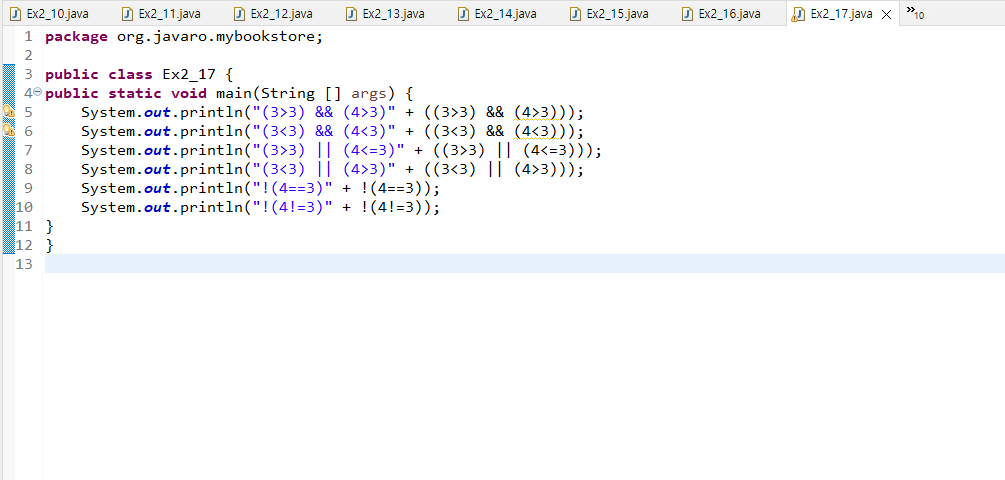 Ex2_10.java Ex2_11.java Ex2_12.java Ex2_13.java Ex2_14.java Ex2_15.java Ex2_16.java Ex2_17.java 10
1 package org.javaro.mybookstore;
2
3 public class Ex2_17 {
4 public static void main(String [] args) {
5 System.out.println("(3>3) && (4>3)" + ((3>3) && (4>3)));
6 System.out.println("(3<3) && (4<3)" + ((3<3) && (4<3)));
7 System.out.println("(3>3) || (4<=3)" + ((3>3) || (4<=3)));
8 System.out.println("(3<3) || (4>3)" + ((3<3) || (4>3)));
9 System.out.println("!(4==3)" + !(4==3));
10 System.out.println("!(4!=3)" + !(4!=3));
11 }
12 }
13